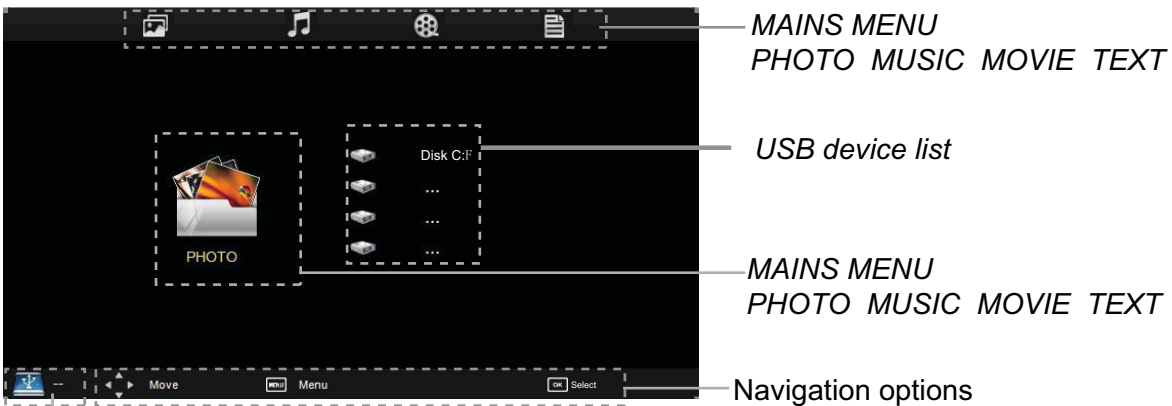 MAINS MENU
PHOTO MUSIC MOVIE TEXT
Disk C:F
USB device list
...
...
...
PHOTO
MAINS MENU
PHOTO MUSIC MOVIE TEXT
-- Move MENU Menu OK Select
Navigation options